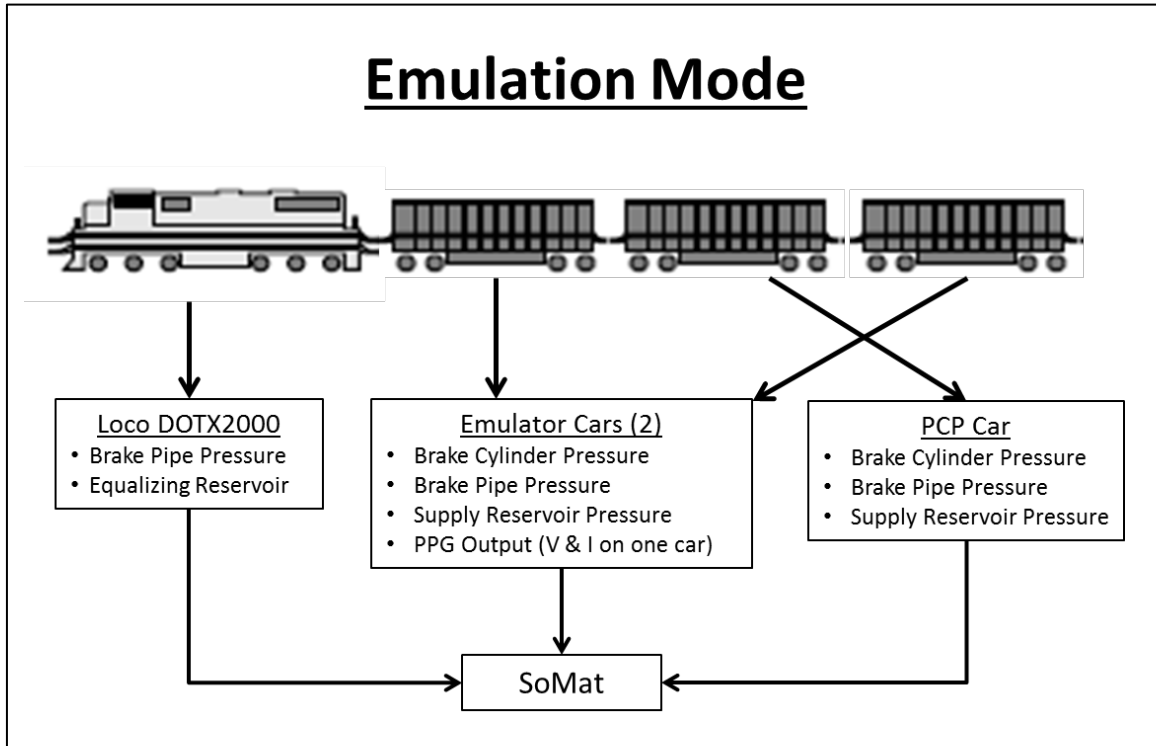 Emulation Mode
Loco DOTX2000
• Brake Pipe Pressure
• Equalizing Reservoir
Emulator Cars (2)
• Brake Cylinder Pressure
• Brake Pipe Pressure
• Supply Reservoir Pressure
• PPG Output (V & I on one car)
PCP Car
• Brake Cylinder Pressure
• Brake Pipe Pressure
• Supply Reservoir Pressure
SoMat